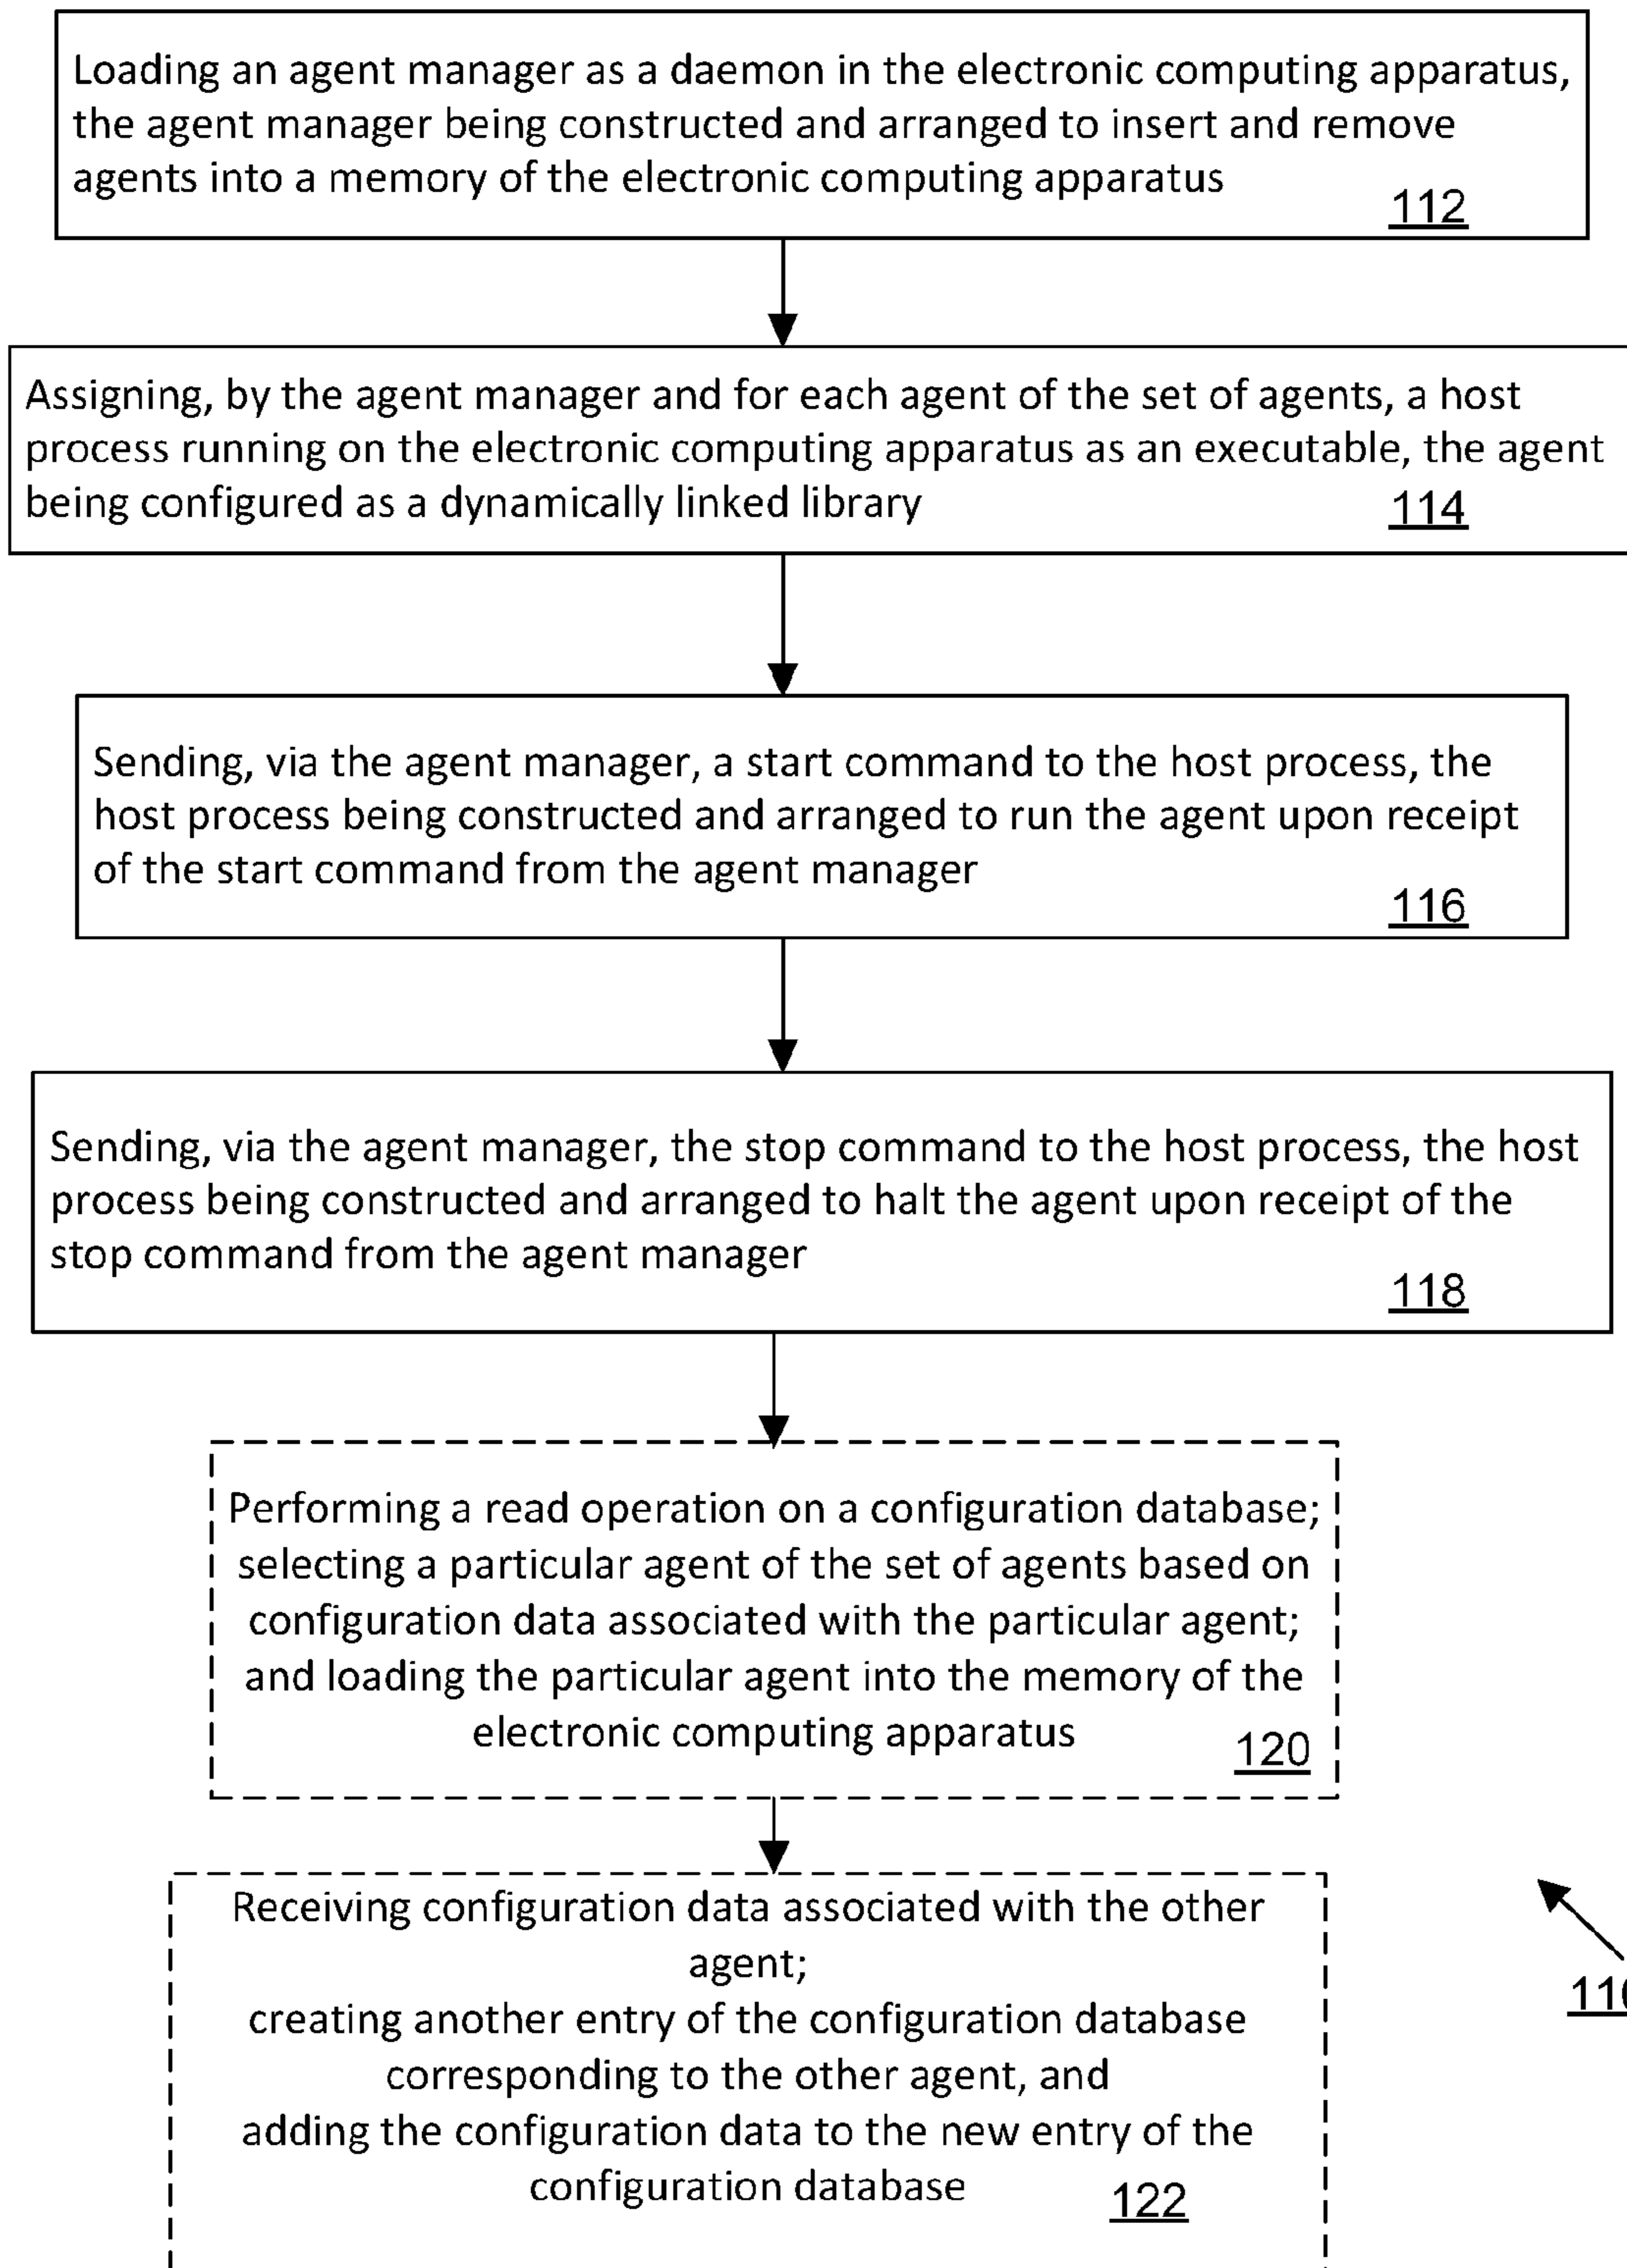 Loading an agent manager as a daemon in the electronic computing apparatus,
the agent manager being constructed and arranged to insert and remove
agents into a memory of the electronic computing apparatus
112
Assigning, by the agent manager and for each agent of the set of agents, a host
process running on the electronic computing apparatus as an executable, the agent
being configured as a dynamically linked library
114
Sending, via the agent manager, a start command to the host process, the
host process being constructed and arranged to run the agent upon receipt
of the start command from the agent manager
116
Sending, via the agent manager, the stop command to the host process, the host
process being constructed and arranged to halt the agent upon receipt of the
stop command from the agent manager
118
Performing a read operation on a configuration database;
selecting a particular agent of the set of agents based on
configuration data associated with the particular agent;
and loading the particular agent into the memory of the
electronic computing apparatus
120
Receiving configuration data associated with the other
agent;
creating another entry of the configuration database
corresponding to the other agent, and
adding the configuration data to the new entry of the
configuration database
122